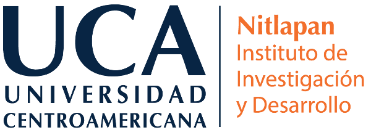 UCA
UNIVERSIDAD
CENTROAMERICANA
Nitlapan
Instituto de
Investigación
y Desarrollo